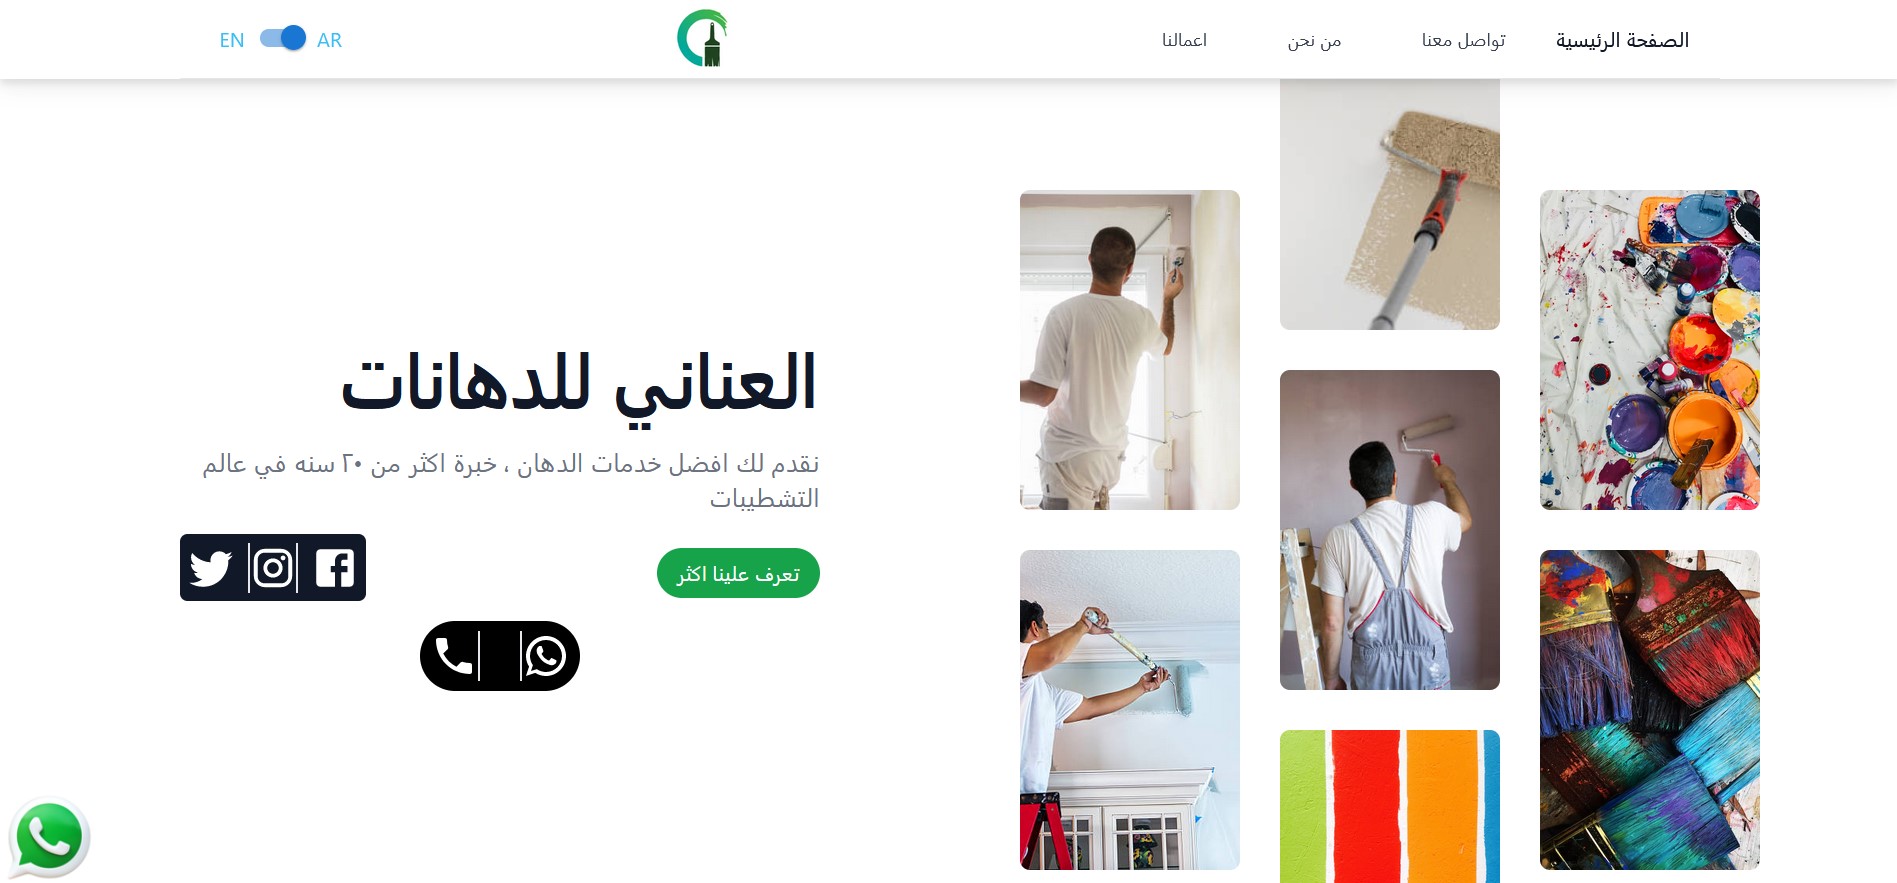 الصفحة الرئيسية
تواصل معنا
من نحن
اعمالنا
AR
EN
العناني للدهانات
نقدم لك افضل خدمات الدهان ، خبرة اكثر من ٢٠ سنه في عالم
التشطيبات
تعرف علينا اكثر